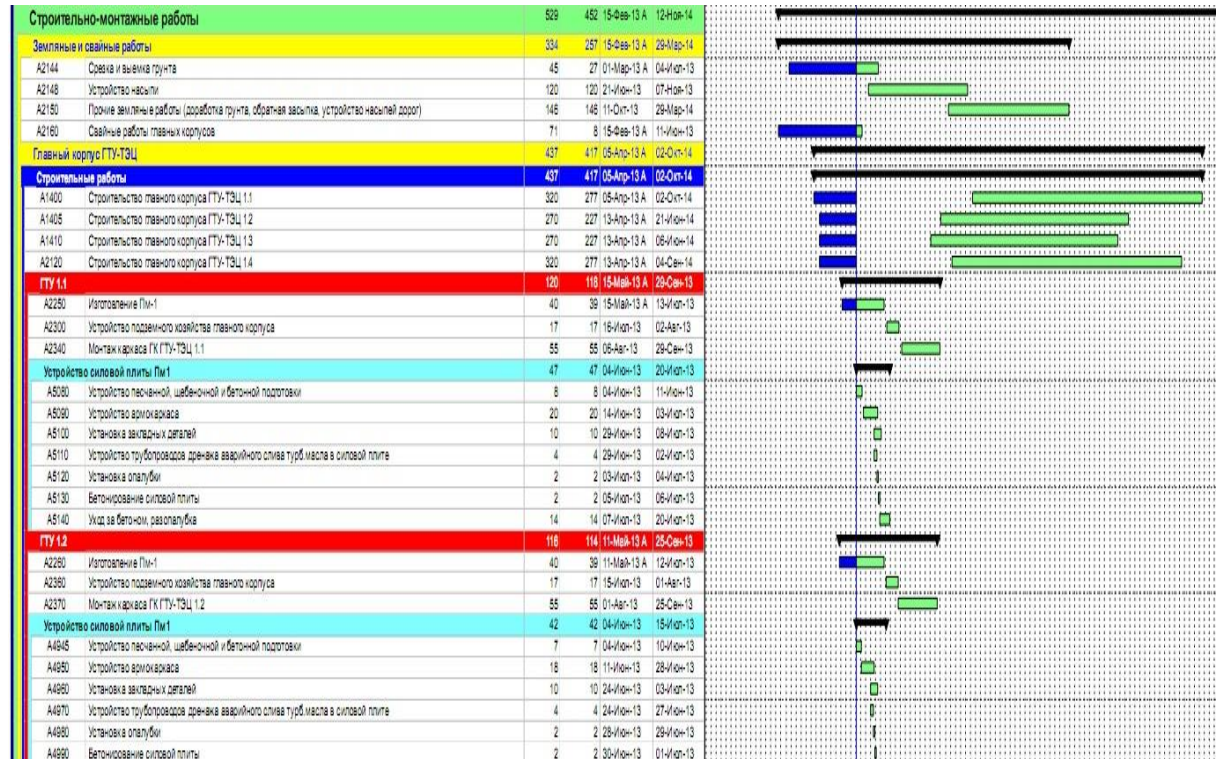 Строительно-монтажные работы 529 452 15-Фев-13 A 12-Ноя-14
Земляные и свайные работы 334 257 15-Фев-13 A 29-Мар-14
A2144 Срезка и выемка грунта 45 27 01-Мар-13 A 04-Июл-13
A2148 Устройство насыпи 120 120 21-Июн-13 07-Ноя-13
A2150 Прочие земляные работы (доработка грунта, обратная засыпка, устройство насыпей дорог) 146 146 11-Окт-13 29-Мар-14
A2160 Свайные работы главных корпусов 71 8 15-Фев-13 A 11-Июн-13
Главный корпус ГТУ-ТЭЦ 437 417 05-Апр-13 A 02-Окт-14
Строительные работы 437 417 05-Апр-13 A 02-Окт-14
A1400 Строительство главного корпуса ГТУ-ТЭЦ 1.1 320 277 05-Апр-13 A 02-Окт-14
A1405 Строительство главного корпуса ГТУ-ТЭЦ 1.2 270 227 13-Апр-13 A 21-Июн-14
A1410 Строительство главного корпуса ГТУ-ТЭЦ 1.3 270 227 13-Апр-13 A 06-Июн-14
A2120 Строительство главного корпуса ГТУ-ТЭЦ 1.4 320 277 13-Апр-13 A 04-Сен-14
ГТУ 1.1 120 118 15-Май-13 A 29-Сен-13
A2250 Изготовление Пм-1 40 39 15-Май-13 A 13-Июл-13
A2300 Устройство подземного хозяйства главного корпуса 17 17 16-Июл-13 02-Авг-13
A2340 Монтаж каркаса ГК ГТУ-ТЭЦ 1.1 55 55 06-Авг-13 29-Сен-13
Устройство силовой плиты Пм1 47 47 04-Июн-13 20-Июл-13
A5080 Устройство песчанной, щебеночной и бетонной подготовки 8 8 04-Июн-13 11-Июн-13
A5090 Устройство армокаркаса 20 20 14-Июн-13 03-Июл-13
A5100 Установка закладных деталей 10 10 29-Июн-13 08-Июл-13
A5110 Устройство трубопроводов дренажа аварийного слива турб.масла в силовой плите 4 4 29-Июн-13 02-Июл-13
A5120 Установка опалубки 2 2 03-Июл-13 04-Июл-13
A5130 Бетонирование силовой плиты 2 2 05-Июл-13 06-Июл-13
A5140 Уход за бетоном, разопалубка 14 14 07-Июл-13 20-Июл-13
ГТУ 1.2 116 114 11-Май-13 A 25-Сен-13
A2260 Изготовление Пм-1 40 39 11-Май-13 A 12-Июл-13
A2360 Устройство подземного хозяйства главного корпуса 17 17 15-Июл-13 01-Авг-13
A2370 Монтаж каркаса ГК ГТУ-ТЭЦ 1.2 55 55 01-Авг-13 25-Сен-13
Устройство силовой плиты Пм1 42 42 04-Июн-13 15-Июл-13
A4945 Устройство песчанной, щебеночной и бетонной подготовки 7 7 04-Июн-13 10-Июн-13
A4950 Устройство армокаркаса 18 18 11-Июн-13 28-Июн-13
A4960 Установка закладных деталей 10 10 24-Июн-13 03-Июл-13
A4970 Устройство трубопроводов дренажа аварийного слива турб.масла в силовой плите 4 4 24-Июн-13 27-Июн-13
A4980 Установка опалубки 2 2 28-Июн-13 29-Июн-13
A4990 Бетонирование силовой плиты 2 2 30-Июн-13 01-Июл-13